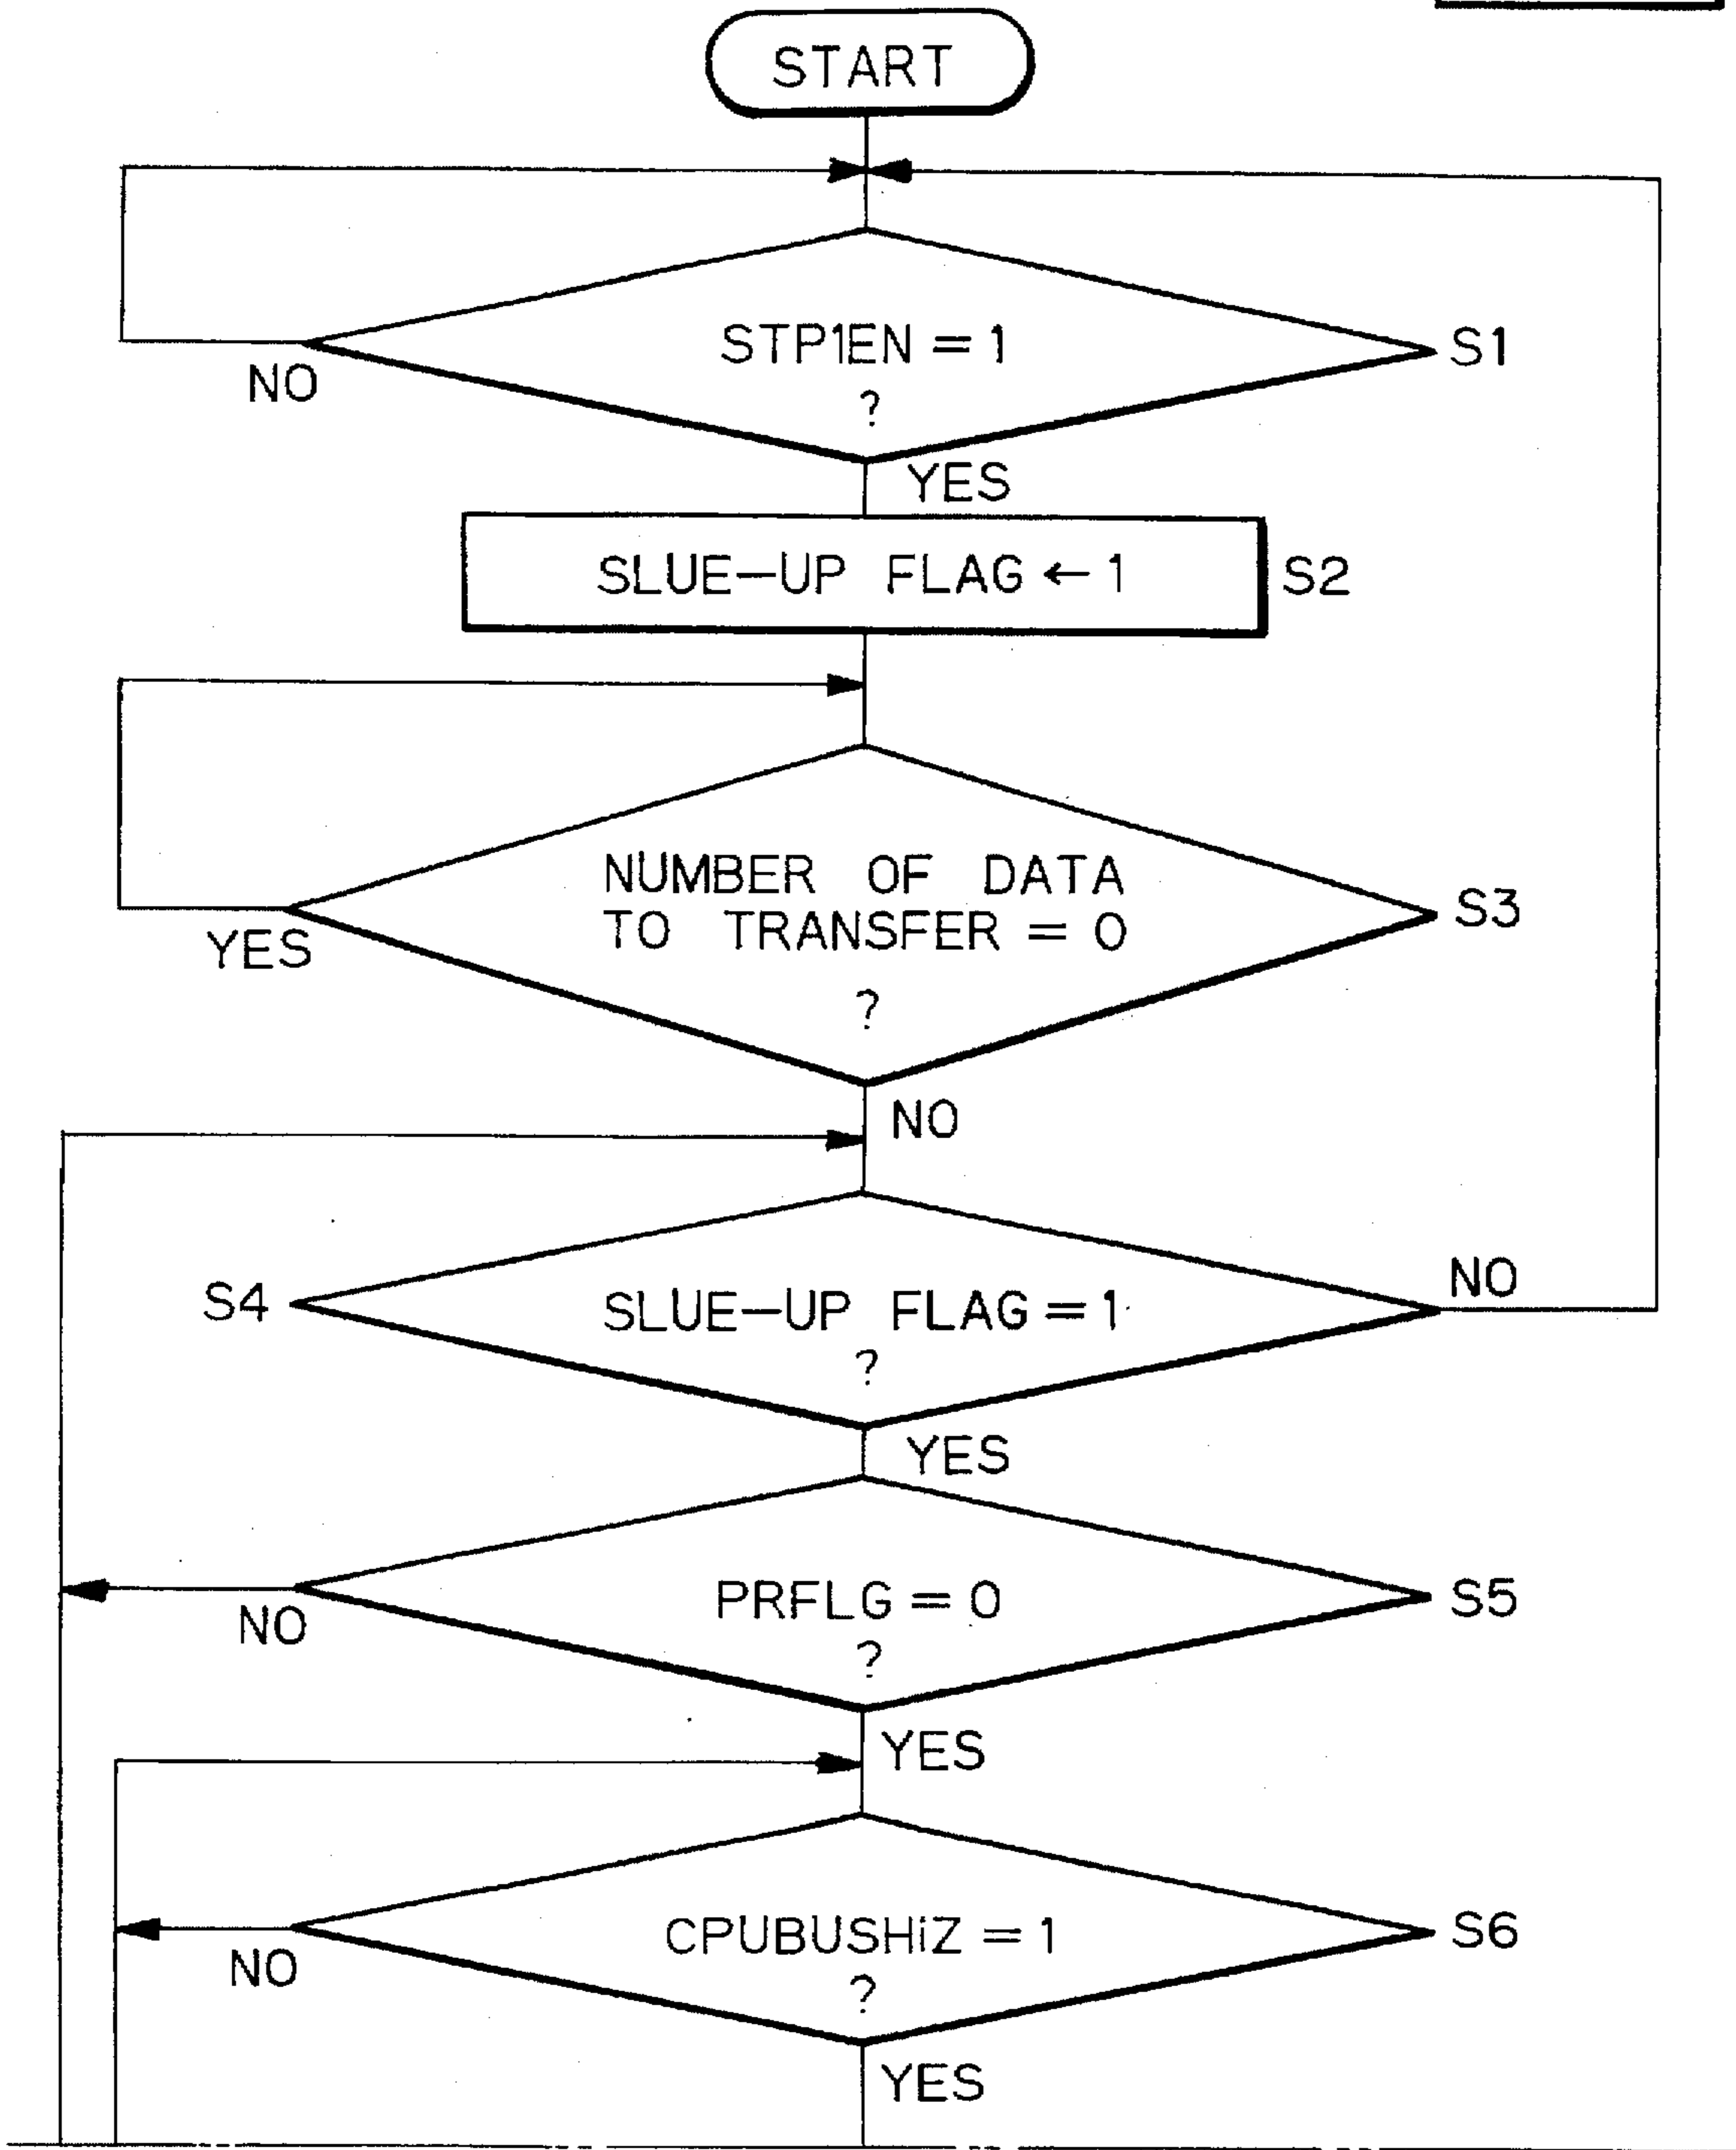 START
STP1EN = 1
?
S1
NO
YES
SLUE-UP FLAG ← 1
S2
NUMBER OF DATA
TO TRANSFER = 0
?
S3
YES
NO
S4
SLUE-UP FLAG = 1
?
NO
YES
PRFLG = 0
?
S5
NO
YES
CPUBUSHiZ = 1
?
S6
NO
YES